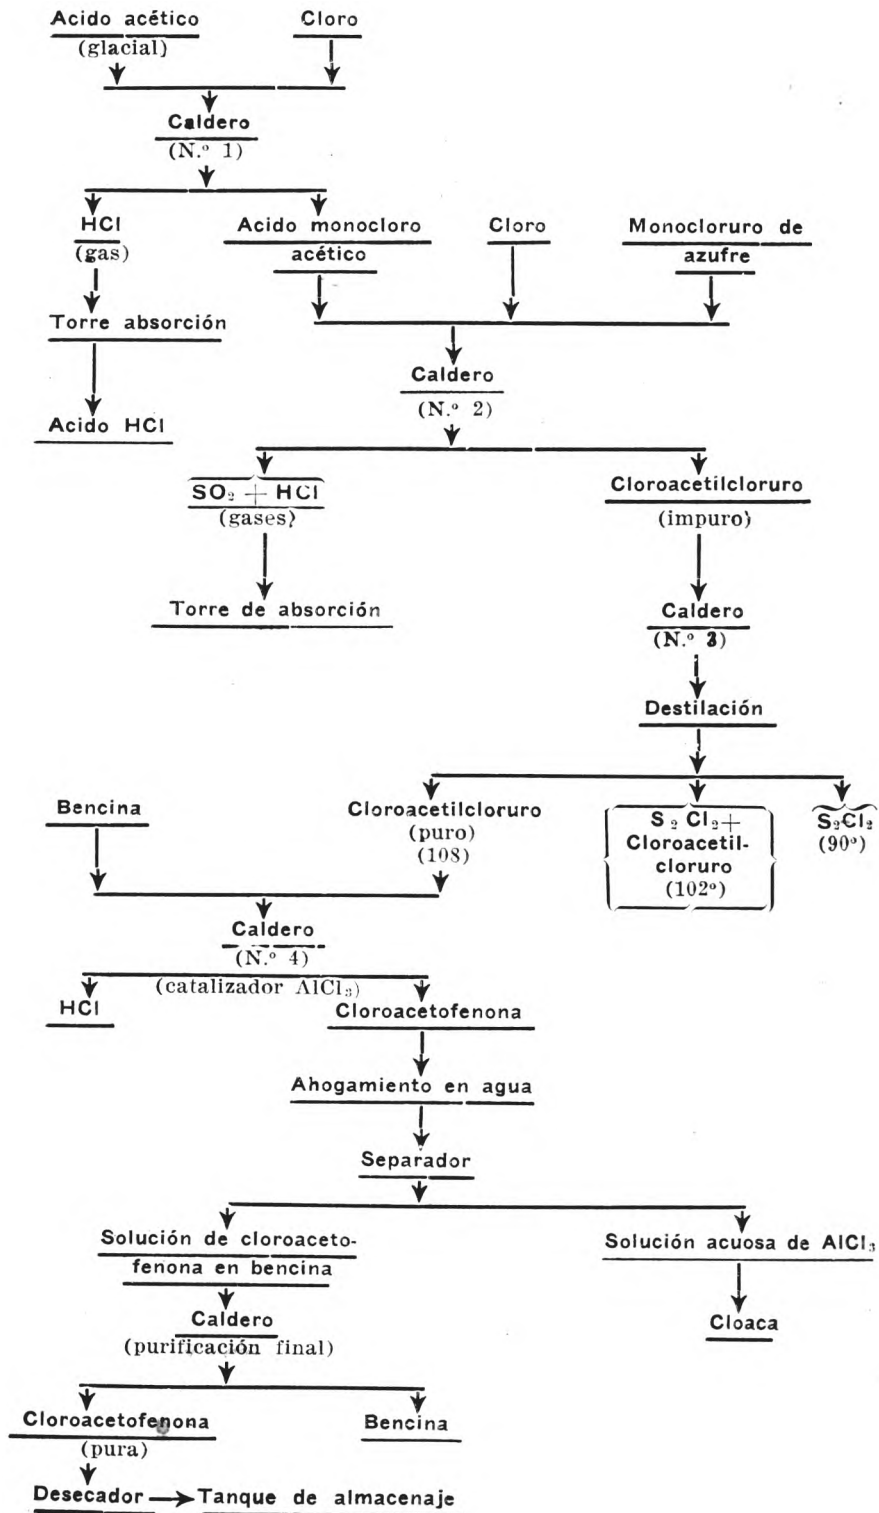 Acido acético Cloro
(glacial)
Caldero
(N.º 1)
HCl Acido monocloro Cloro Monocloruro de
(gas) acético azufre
Torre absorción
Caldero
(N.º 2)
Acido HCl
SO₂ + HCl Cloroacetilcloruro
(gases) (impuro)
Torre de absorción Caldero
(N.º 3)
Destilación
Bencina Cloroacetilcloruro S₂Cl₂+ S₂Cl₂
(puro) Cloroacetil- (90º)
(108) cloruro
(102º)
Caldero
(N.º 4)
(catalizador AlCl₃)
HCl Cloroacetofenona
Ahogamiento en agua
Separador
Solución de cloroaceto- Solución acuosa de AlCl₃
fenona en bencina
Caldero Cloaca
(purificación final)
Cloroacetofenona Bencina
(pura)
Desecador Tanque de almacenaje